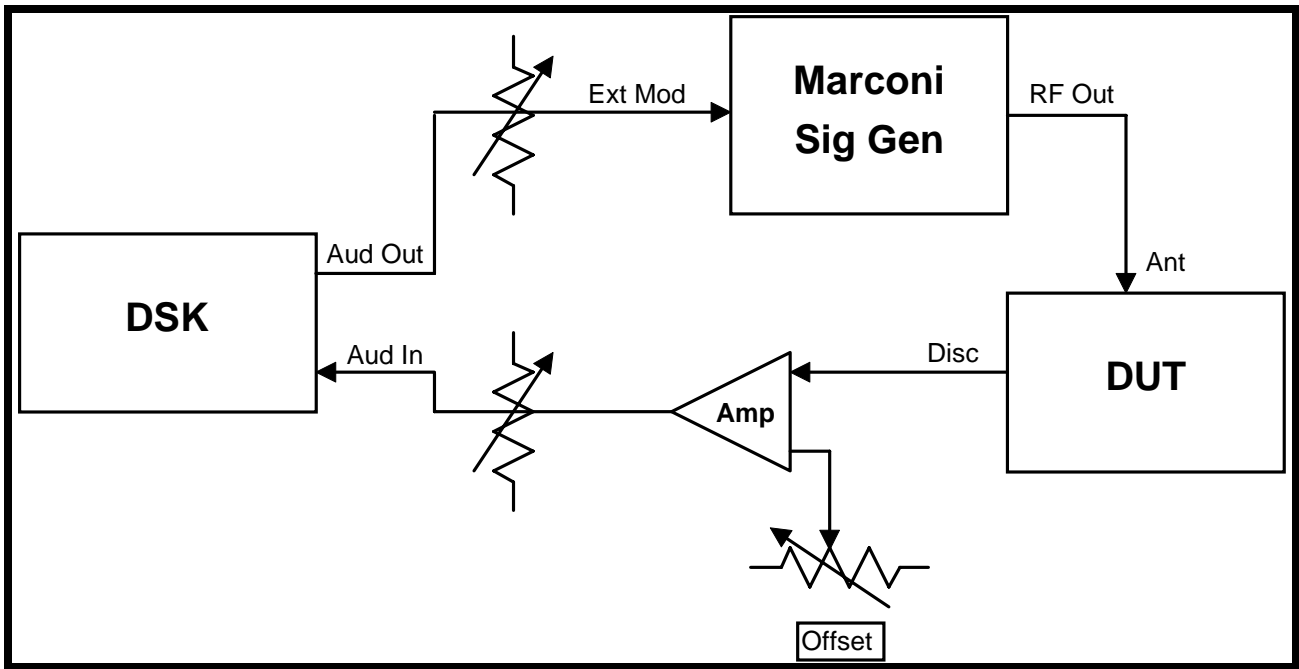 Marconi
Sig Gen
Ext Mod
RF Out
Aud Out
Ant
DSK
Aud In
Disc
DUT
Amp
Offset